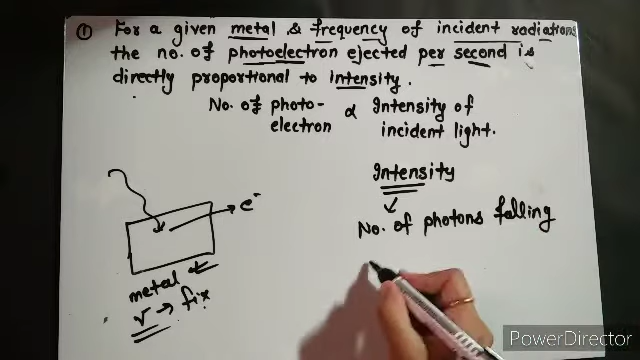 ① For a given metal & frequency of incident radiations
the no. of photoelectron ejected per second is
directly proportional to intensity.
No. of photo-
electron
α Intensity of
incident light.
Intensity
No. of photons falling
e⁻
metal
ν → fix
PowerDirector